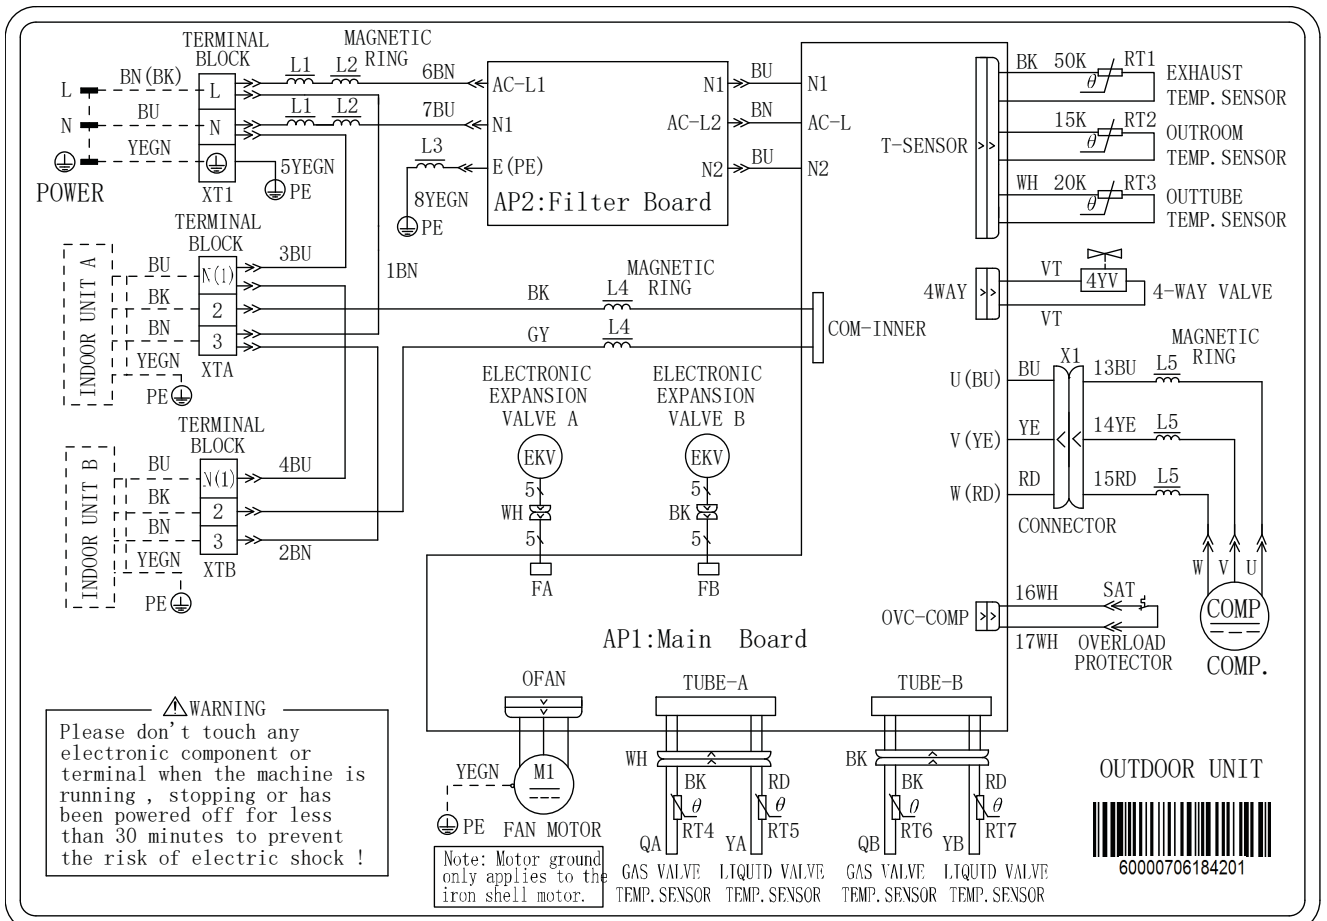 TERMINAL
BLOCK
MAGNETIC
RING
L
BN(BK)
L
L1
L2
6BN
AC-L1
N1
BU
N1
N
BU
N
L1
L2
7BU
N1
AC-L2
BN
AC-L
YEGN
5YEGN
PE
L3
E(PE)
N2
BU
N2
POWER
XT1
8YEGN
PE
AP2:Filter Board
T-SENSOR
BK
50K
θ
RT1
EXHAUST
TEMP.SENSOR
15K
θ
RT2
OUTROOM
TEMP.SENSOR
WH
20K
θ
RT3
OUTTUBE
TEMP.SENSOR
TERMINAL
BLOCK
INDOOR UNIT A
BU
N(1)
3BU
BK
2
BN
3
YEGN
PE
XTA
1BN
MAGNETIC
RING
BK
L4
GY
L4
COM-INNER
4WAY
VT
4YV
VT
4-WAY VALVE
MAGNETIC
RING
X1
U(BU)
BU
13BU
L5
V(YE)
YE
14YE
L5
W(RD)
RD
15RD
L5
CONNECTOR
W
V
U
COMP
COMP.
TERMINAL
BLOCK
INDOOR UNIT B
BU
N(1)
4BU
BK
2
BN
3
2BN
YEGN
PE
XTB
ELECTRONIC
EXPANSION
VALVE A
EKV
5
WH
5
FA
ELECTRONIC
EXPANSION
VALVE B
EKV
5
BK
5
FB
OVC-COMP
16WH
SAT
17WH
OVERLOAD
PROTECTOR
AP1:Main Board
OFAN
YEGN
PE
M1
FAN MOTOR
Note: Motor ground
only applies to the
iron shell motor.
TUBE-A
WH
BK
RD
θ
θ
RT4
RT5
QA
YA
GAS VALVE
TEMP.SENSOR
LIQUID VALVE
TEMP.SENSOR
TUBE-B
BK
BK
RD
θ
θ
RT6
RT7
QB
YB
GAS VALVE
TEMP.SENSOR
LIQUID VALVE
TEMP.SENSOR
WARNING
Please don't touch any
electronic component or
terminal when the machine is
running , stopping or has
been powered off for less
than 30 minutes to prevent
the risk of electric shock !
OUTDOOR UNIT
60000706184201